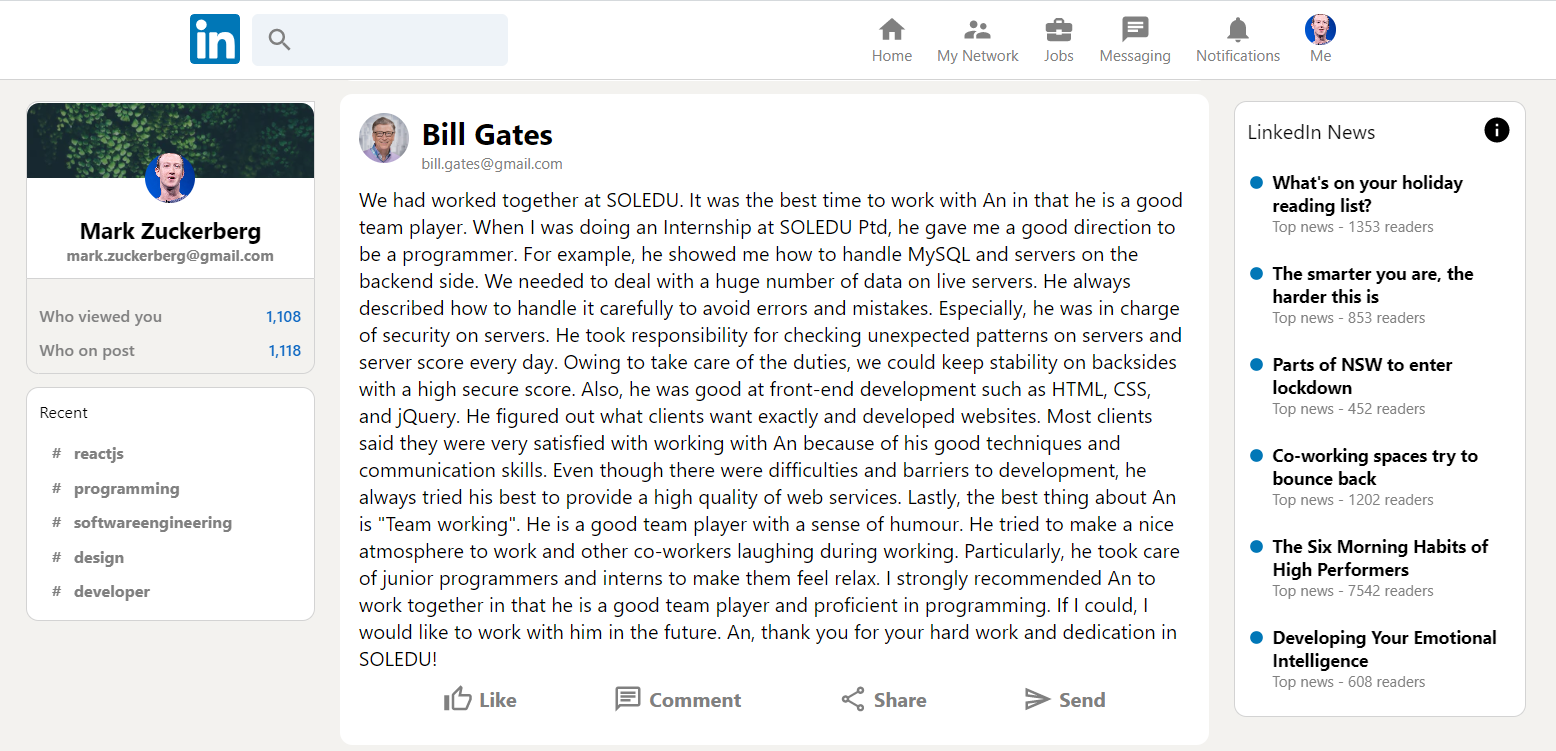 in
Home
My Network
Jobs
Messaging
Notifications
Me
Mark Zuckerberg
mark.zuckerberg@gmail.com
Who viewed you 1,108
Who on post 1,118
Recent
# reactjs
# programming
# softwareengineering
# design
# developer
Bill Gates
bill.gates@gmail.com
We had worked together at SOLEDU. It was the best time to work with An in that he is a good
team player. When I was doing an Internship at SOLEDU Ptd, he gave me a good direction to
be a programmer. For example, he showed me how to handle MySQL and servers on the
backend side. We needed to deal with a huge number of data on live servers. He always
described how to handle it carefully to avoid errors and mistakes. Especially, he was in charge
of security on servers. He took responsibility for checking unexpected patterns on servers and
server score every day. Owing to take care of the duties, we could keep stability on backsides
with a high secure score. Also, he was good at front-end development such as HTML, CSS,
and jQuery. He figured out what clients want exactly and developed websites. Most clients
said they were very satisfied with working with An because of his good techniques and
communication skills. Even though there were difficulties and barriers to development, he
always tried his best to provide a high quality of web services. Lastly, the best thing about An
is "Team working". He is a good team player with a sense of humour. He tried to make a nice
atmosphere to work and other co-workers laughing during working. Particularly, he took care
of junior programmers and interns to make them feel relax. I strongly recommended An to
work together in that he is a good team player and proficient in programming. If I could, I
would like to work with him in the future. An, thank you for your hard work and dedication in
SOLEDU!
Like
Comment
Share
Send
LinkedIn News
What's on your holiday
reading list?
Top news - 1353 readers
The smarter you are, the
harder this is
Top news - 853 readers
Parts of NSW to enter
lockdown
Top news - 452 readers
Co-working spaces try to
bounce back
Top news - 1202 readers
The Six Morning Habits of
High Performers
Top news - 7542 readers
Developing Your Emotional
Intelligence
Top news - 608 readers